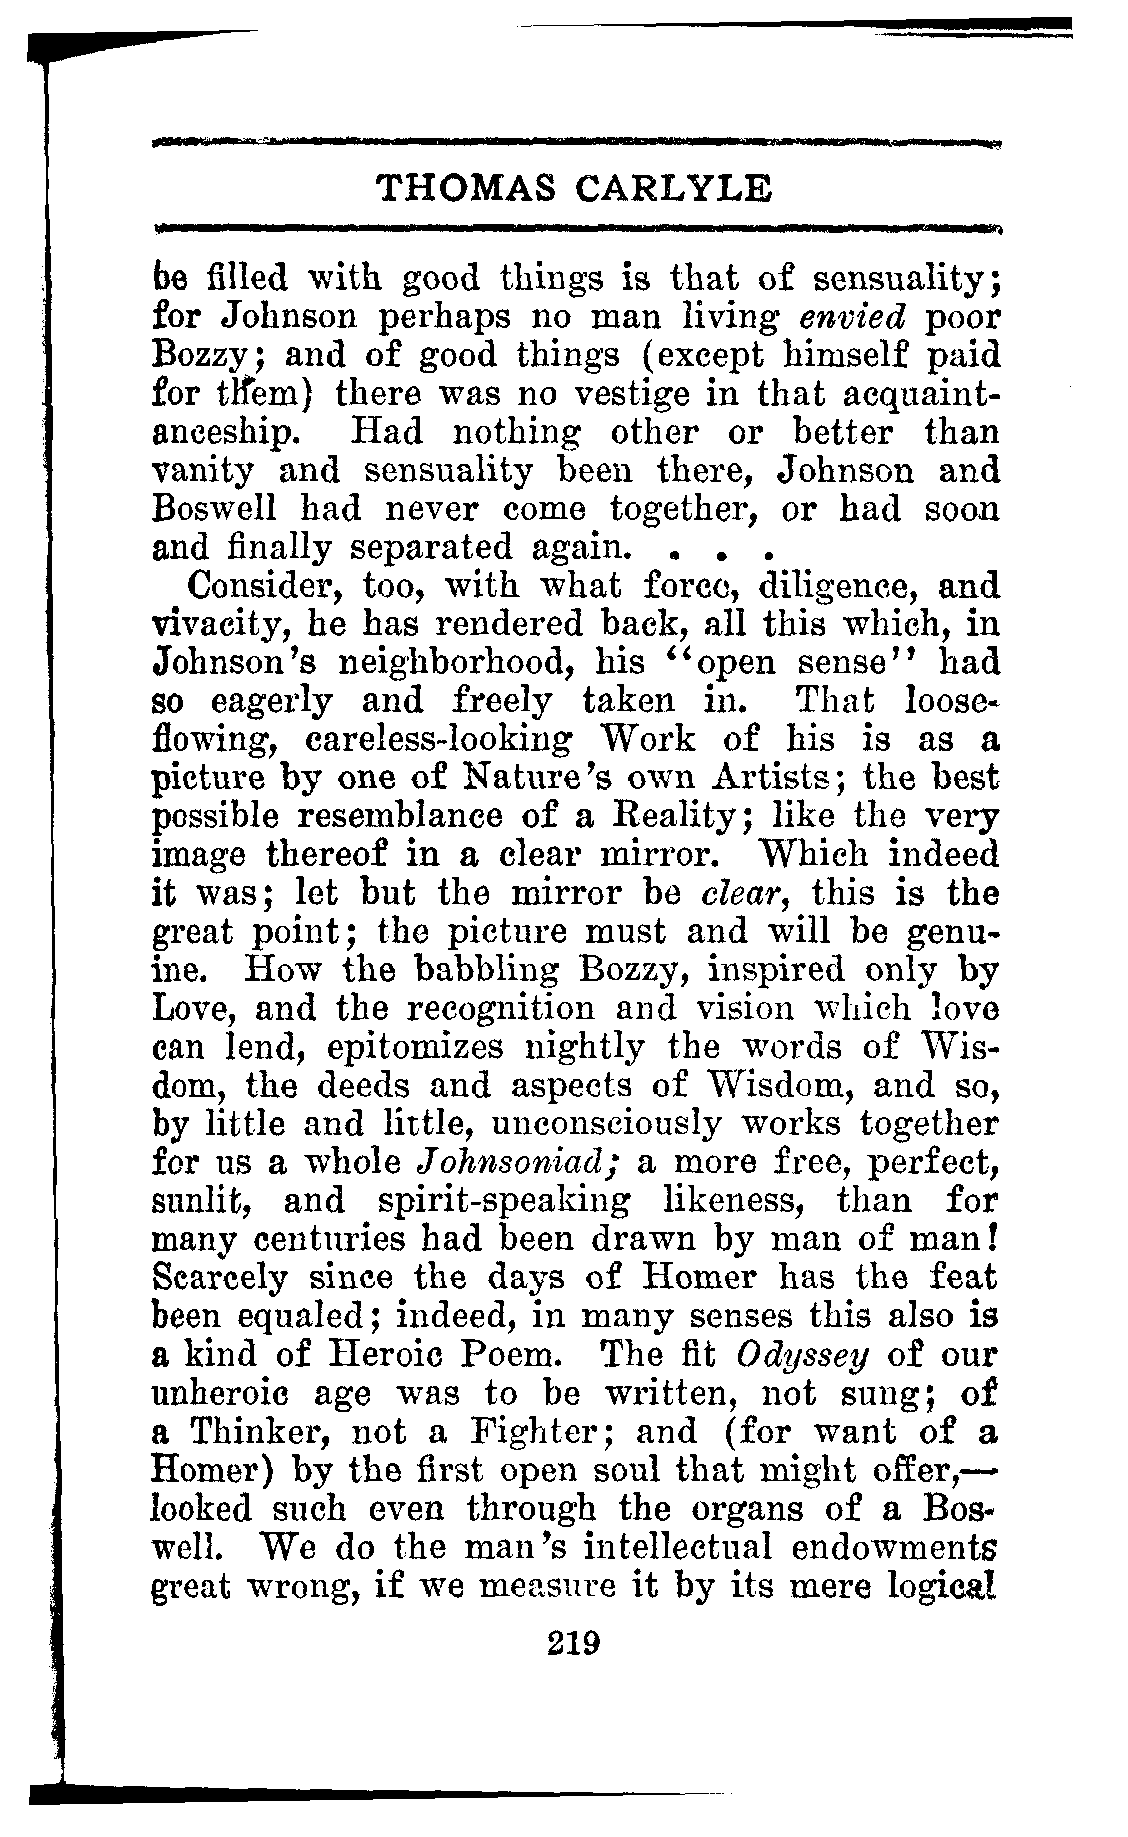 THOMAS CARLYLE
be filled with good things is that of sensuality;
for Johnson perhaps no man living envied poor
Bozzy; and of good things (except himself paid
for them) there was no vestige in that acquaint-
anceship. Had nothing other or better than
vanity and sensuality been there, Johnson and
Boswell had never come together, or had soon
and finally separated again. . . .
Consider, too, with what force, diligence, and
vivacity, he has rendered back, all this which, in
Johnson's neighborhood, his "open sense" had
so eagerly and freely taken in. That loose-
flowing, careless-looking Work of his is as a
picture by one of Nature's own Artists; the best
possible resemblance of a Reality; like the very
image thereof in a clear mirror. Which indeed
it was; let but the mirror be clear, this is the
great point; the picture must and will be genu-
ine. How the babbling Bozzy, inspired only by
Love, and the recognition and vision which love
can lend, epitomizes nightly the words of Wis-
dom, the deeds and aspects of Wisdom, and so,
by little and little, unconsciously works together
for us a whole Johnsoniad; a more free, perfect,
sunlit, and spirit-speaking likeness, than for
many centuries had been drawn by man of man!
Scarcely since the days of Homer has the feat
been equaled; indeed, in many senses this also is
a kind of Heroic Poem. The fit Odyssey of our
unheroic age was to be written, not sung; of
a Thinker, not a Fighter; and (for want of a
Homer) by the first open soul that might offer,—
looked such even through the organs of a Bos-
well. We do the man's intellectual endowments
great wrong, if we measure it by its mere logical
219